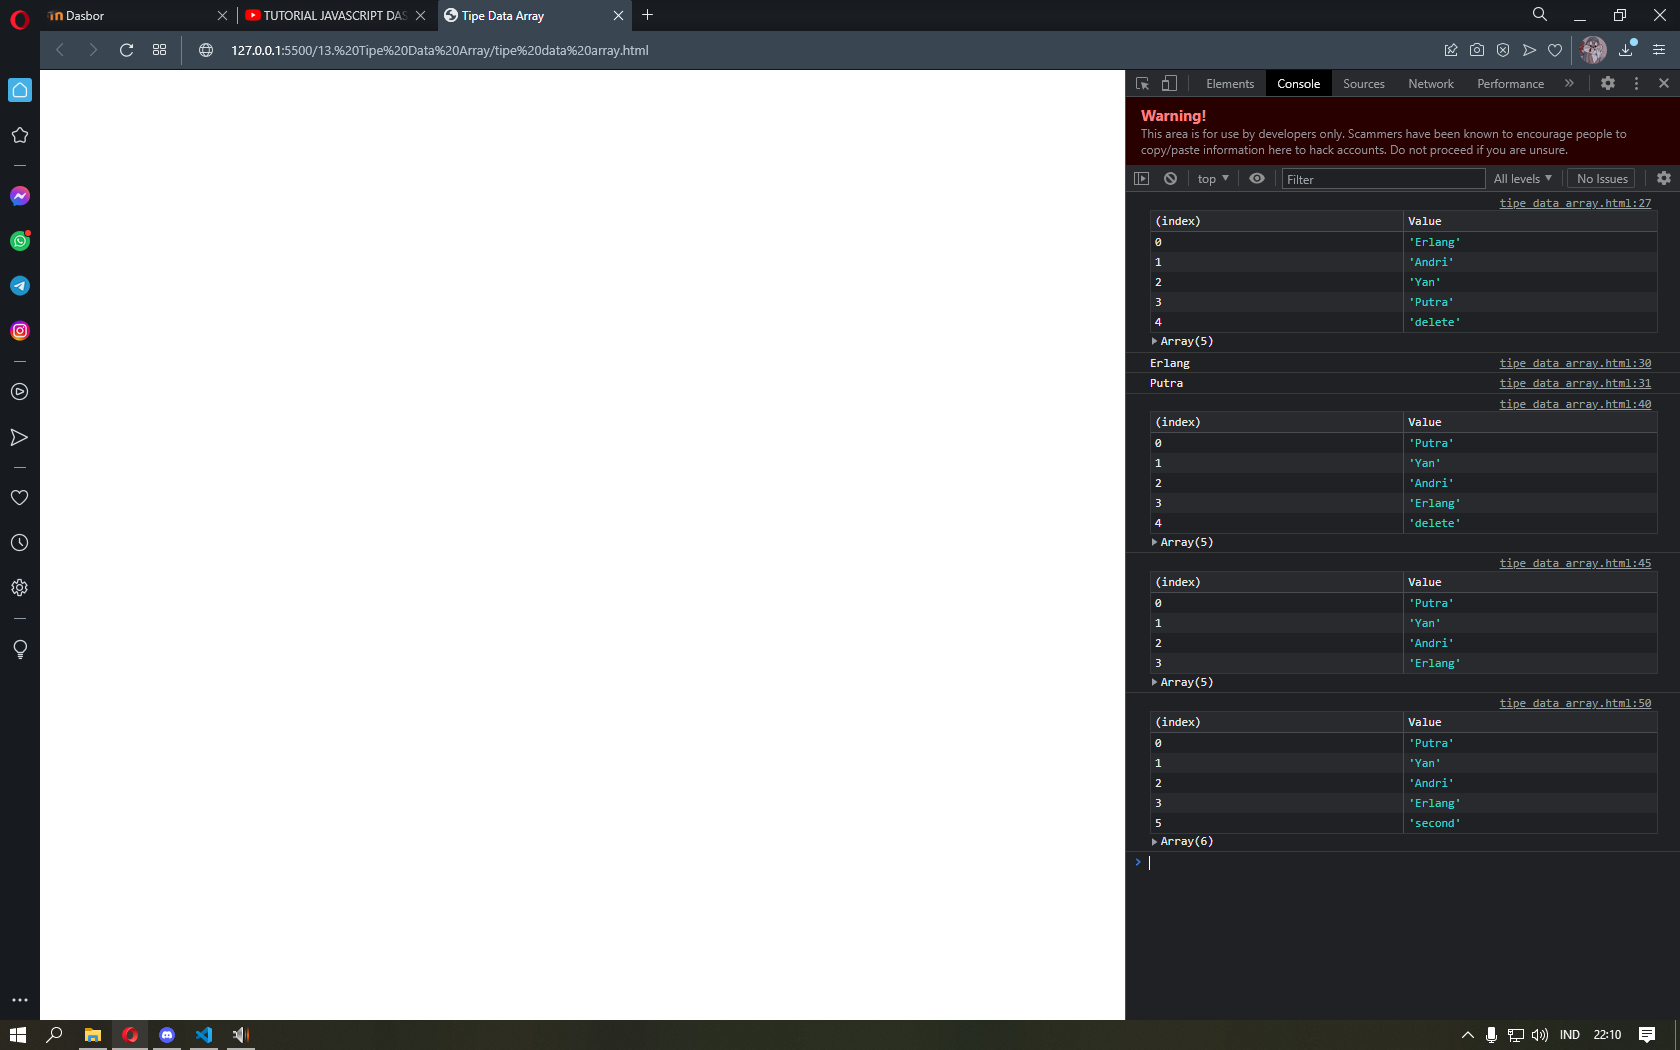 Dasbor
TUTORIAL JAVASCRIPT DAS
Tipe Data Array
127.0.0.1:5500/13.%20Tipe%20Data%20Array/tipe%20data%20array.html
Elements Console Sources Network Performance
Warning!
This area is for use by developers only. Scammers have been known to encourage people to
copy/paste information here to hack accounts. Do not proceed if you are unsure.
top Filter All levels No Issues
tipe data array.html:27
(index) Value
0 'Erlang'
1 'Andri'
2 'Yan'
3 'Putra'
4 'delete'
Array(5)
Erlang tipe data array.html:30
Putra tipe data array.html:31
tipe data array.html:40
(index) Value
0 'Putra'
1 'Yan'
2 'Andri'
3 'Erlang'
4 'delete'
Array(5)
tipe data array.html:45
(index) Value
0 'Putra'
1 'Yan'
2 'Andri'
3 'Erlang'
Array(5)
tipe data array.html:50
(index) Value
0 'Putra'
1 'Yan'
2 'Andri'
3 'Erlang'
5 'second'
Array(6)
IND 22:10